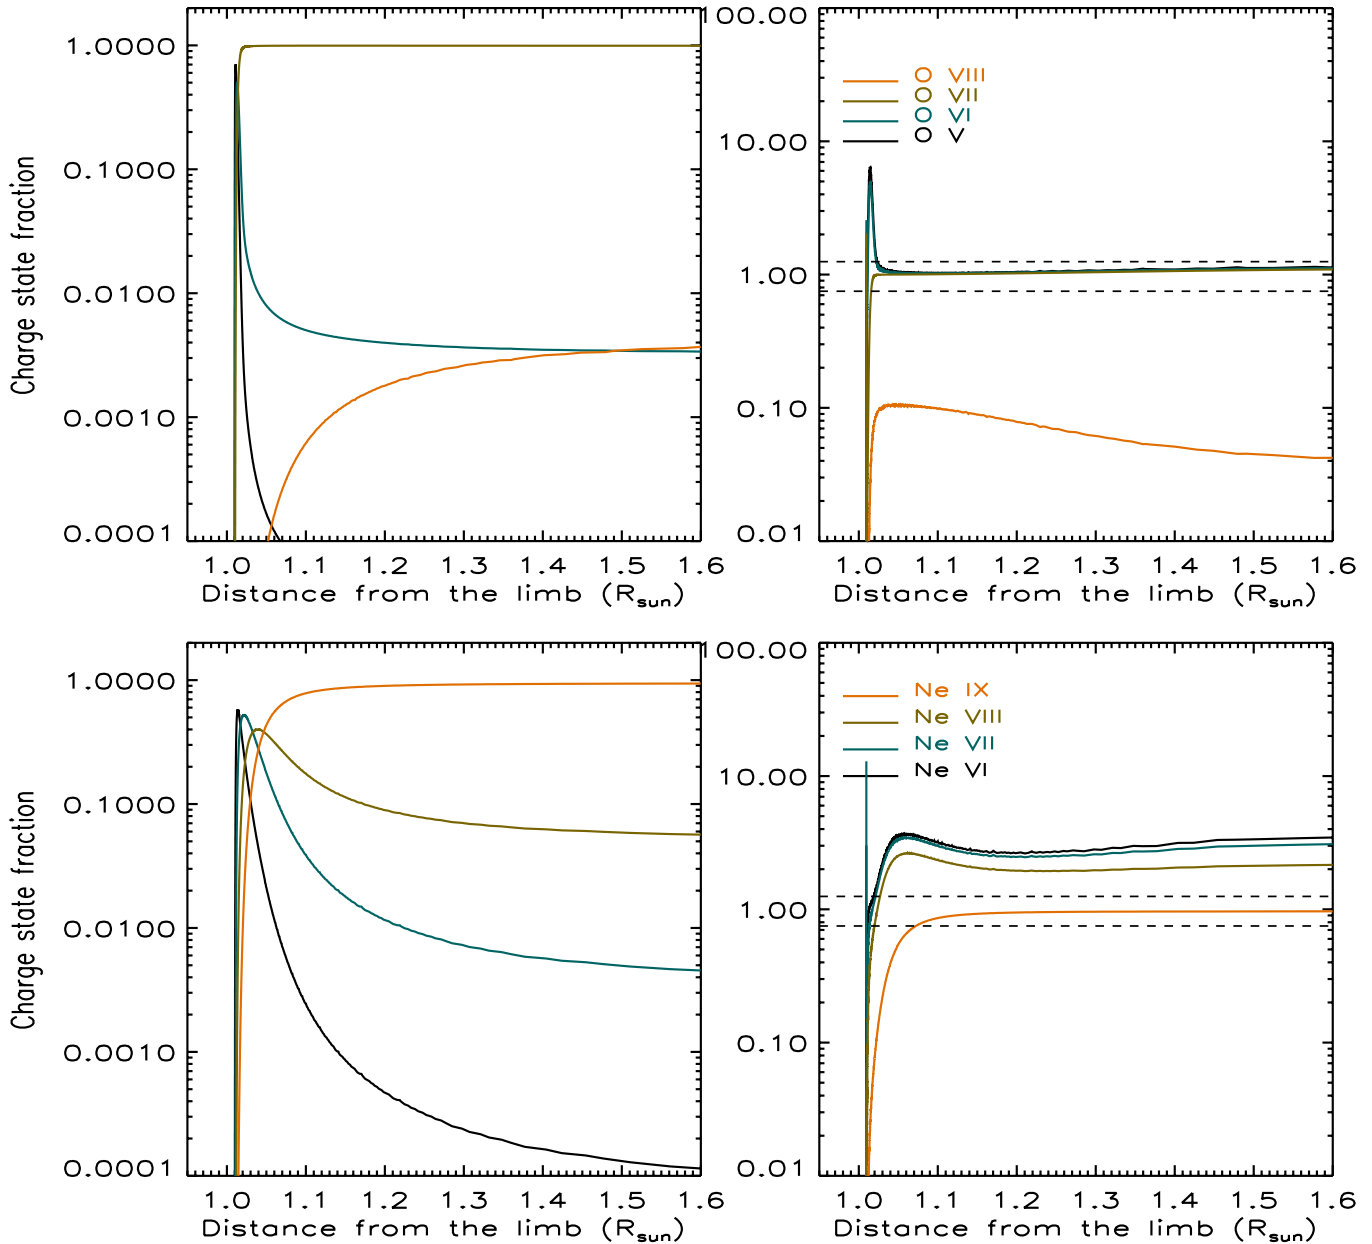 Charge state fraction
1.0000
0.1000
0.0100
0.0010
0.0001
1.0 1.1 1.2 1.3 1.4 1.5 1.6
Distance from the limb (Rsun)
100.00
10.00
1.00
0.10
0.01
O VIII
O VII
O VI
O V
1.0 1.1 1.2 1.3 1.4 1.5 1.6
Distance from the limb (Rsun)
Charge state fraction
1.0000
0.1000
0.0100
0.0010
0.0001
1.0 1.1 1.2 1.3 1.4 1.5 1.6
Distance from the limb (Rsun)
100.00
10.00
1.00
0.10
0.01
Ne IX
Ne VIII
Ne VII
Ne VI
1.0 1.1 1.2 1.3 1.4 1.5 1.6
Distance from the limb (Rsun)